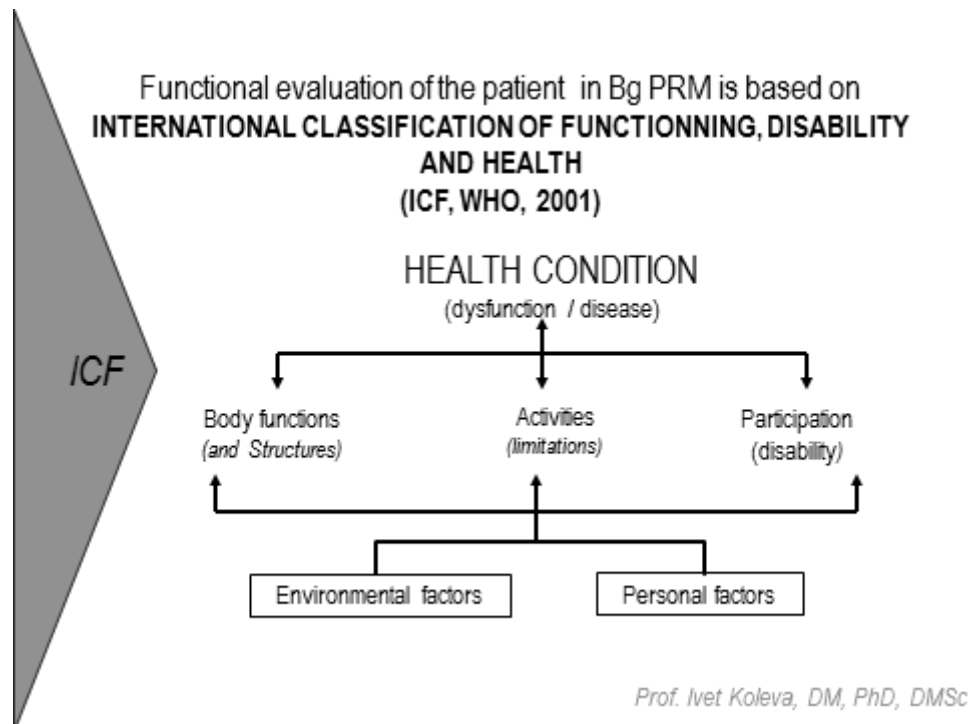 Functional evaluation of the patient in Bg PRM is based on
INTERNATIONAL CLASSIFICATION OF FUNCTIONNING, DISABILITY
AND HEALTH
(ICF, WHO, 2001)
HEALTH CONDITION
(dysfunction / disease)
ICF
Body functions
(and Structures)
Activities
(limitations)
Participation
(disability)
Environmental factors
Personal factors
Prof. Ivet Koleva, DM, PhD, DMSc